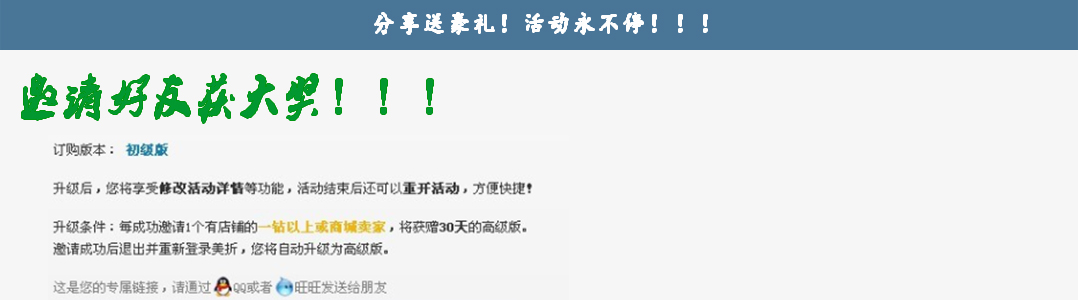 分享送豪礼！活动永不停！！！
邀请好友获大奖！！！
订购版本： 初级版
升级后，您将享受修改活动详情等功能，活动结束后还可以重开活动，方便快捷！
升级条件：每成功邀请1个有店铺的一钻以上或商城卖家，将获赠30天的高级版。
邀请成功后退出并重新登录美折，您将自动升级为高级版。
这是您的专属链接，请通过QQ或者旺旺发送给朋友